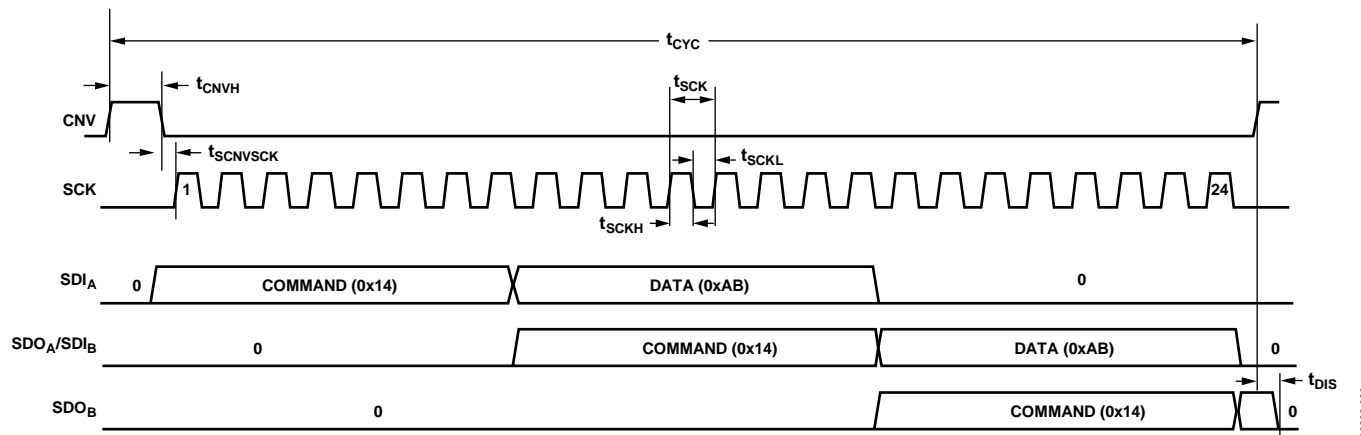 tCYC
tCNVH
tSCK
CNV
tSCNVSCK
tSCKL
SCK
1
24
tSCKH
SDIA
0
COMMAND (0x14)
DATA (0xAB)
0
SDOA/SDIB
0
COMMAND (0x14)
DATA (0xAB)
0
tDIS
SDOB
0
COMMAND (0x14)
0